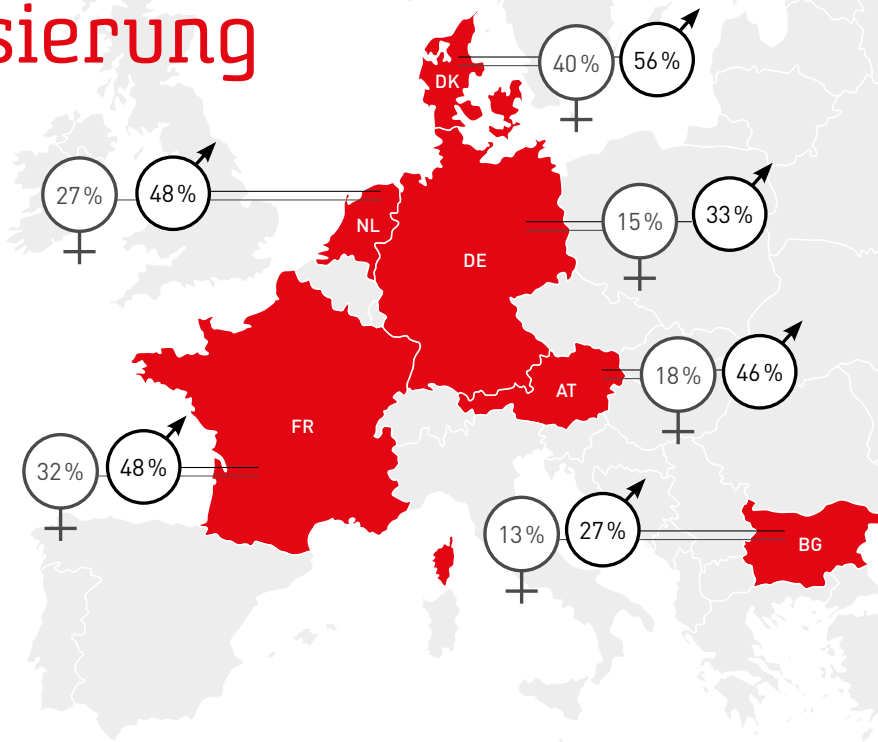 sierung
DK
40 %
56 %
27 %
48 %
NL
DE
15 %
33 %
AT
18 %
46 %
FR
32 %
48 %
13 %
27 %
BG